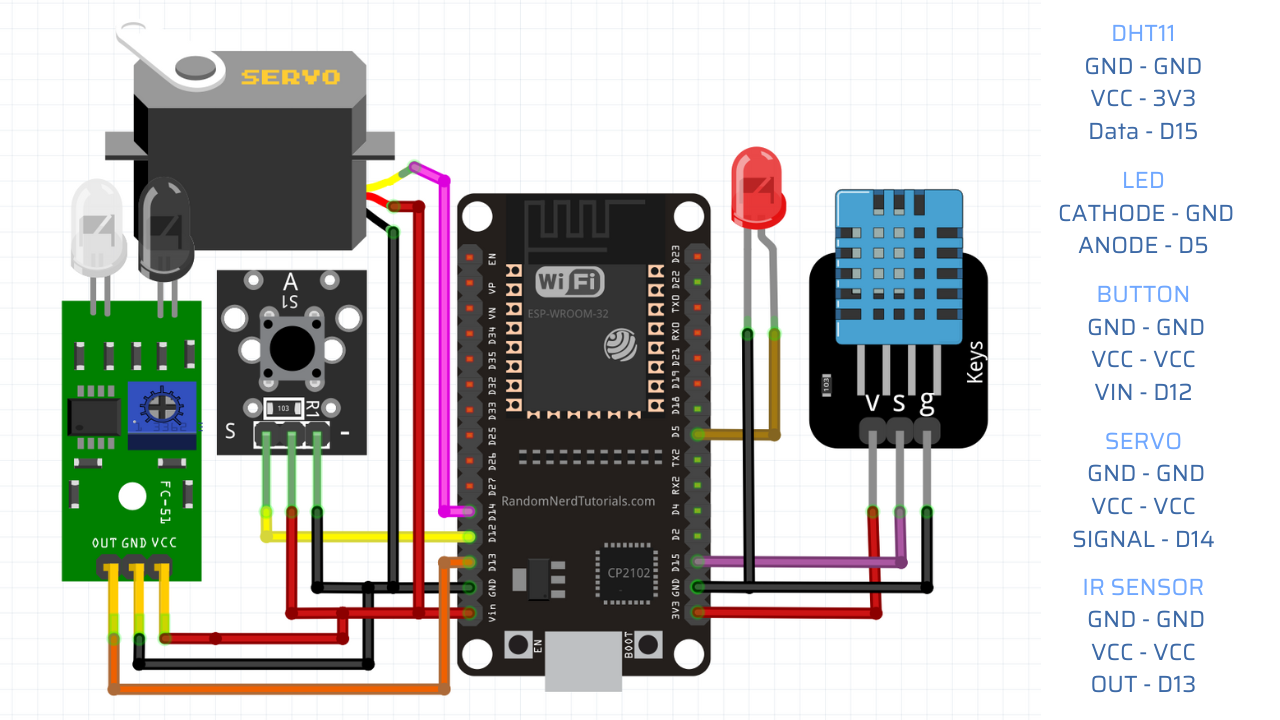 SERVO
A
S1
103
R1
S
-
1 3362
FC-51
OUT GND VCC
EN
VP
VN
D34
D35
D32
D33
D25
D26
D27
D14
D12
D13
GND
Vin
WiFi
ESP-WROOM-32
RandomNerdTutorials.com
CP2102
EN
BOOT
D23
D22
TX0
RX0
D21
D19
D18
D5
TX2
RX2
D4
D2
D15
GND
3V3
103
Keys
V S g
DHT11
GND - GND
VCC - 3V3
Data - D15
LED
CATHODE - GND
ANODE - D5
BUTTON
GND - GND
VCC - VCC
VIN - D12
SERVO
GND - GND
VCC - VCC
SIGNAL - D14
IR SENSOR
GND - GND
VCC - VCC
OUT - D13